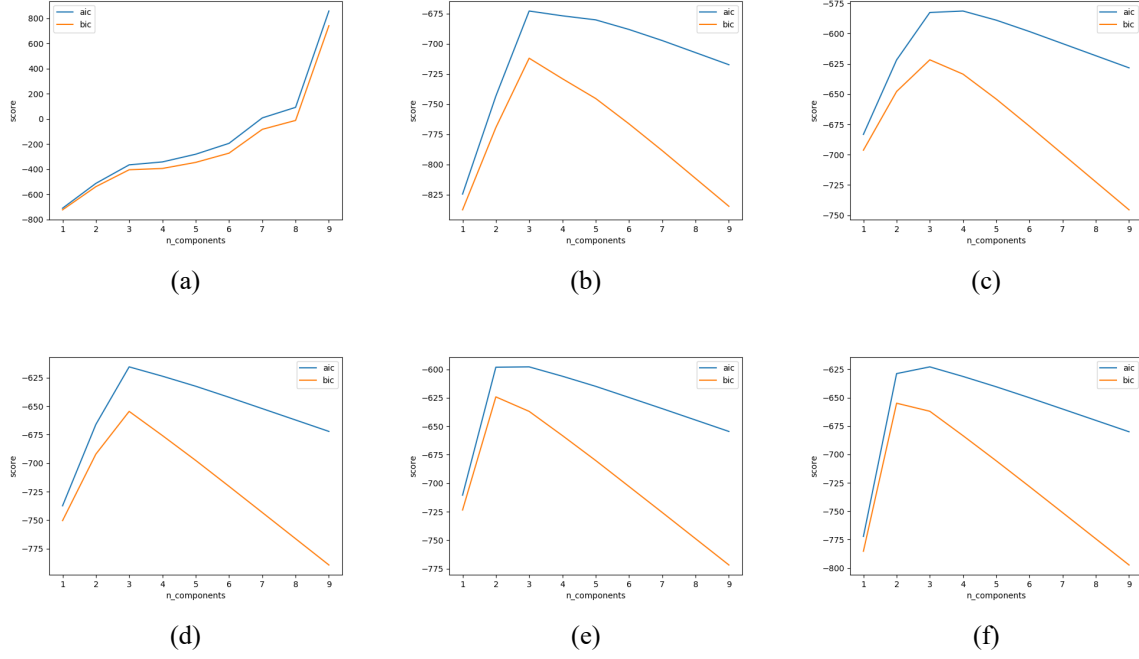 aic
bic
800
600
400
200
0
−200
−400
−600
−800
score
1 2 3 4 5 6 7 8 9
n_components
(a)
aic
bic
−675
−700
−725
−750
−775
−800
−825
score
1 2 3 4 5 6 7 8 9
n_components
(b)
aic
bic
−575
−600
−625
−650
−675
−700
−725
−750
score
1 2 3 4 5 6 7 8 9
n_components
(c)
aic
bic
−625
−650
−675
−700
−725
−750
−775
score
1 2 3 4 5 6 7 8 9
n_components
(d)
aic
bic
−600
−625
−650
−675
−700
−725
−750
−775
score
1 2 3 4 5 6 7 8 9
n_components
(e)
aic
bic
−625
−650
−675
−700
−725
−750
−775
−800
score
1 2 3 4 5 6 7 8 9
n_components
(f)